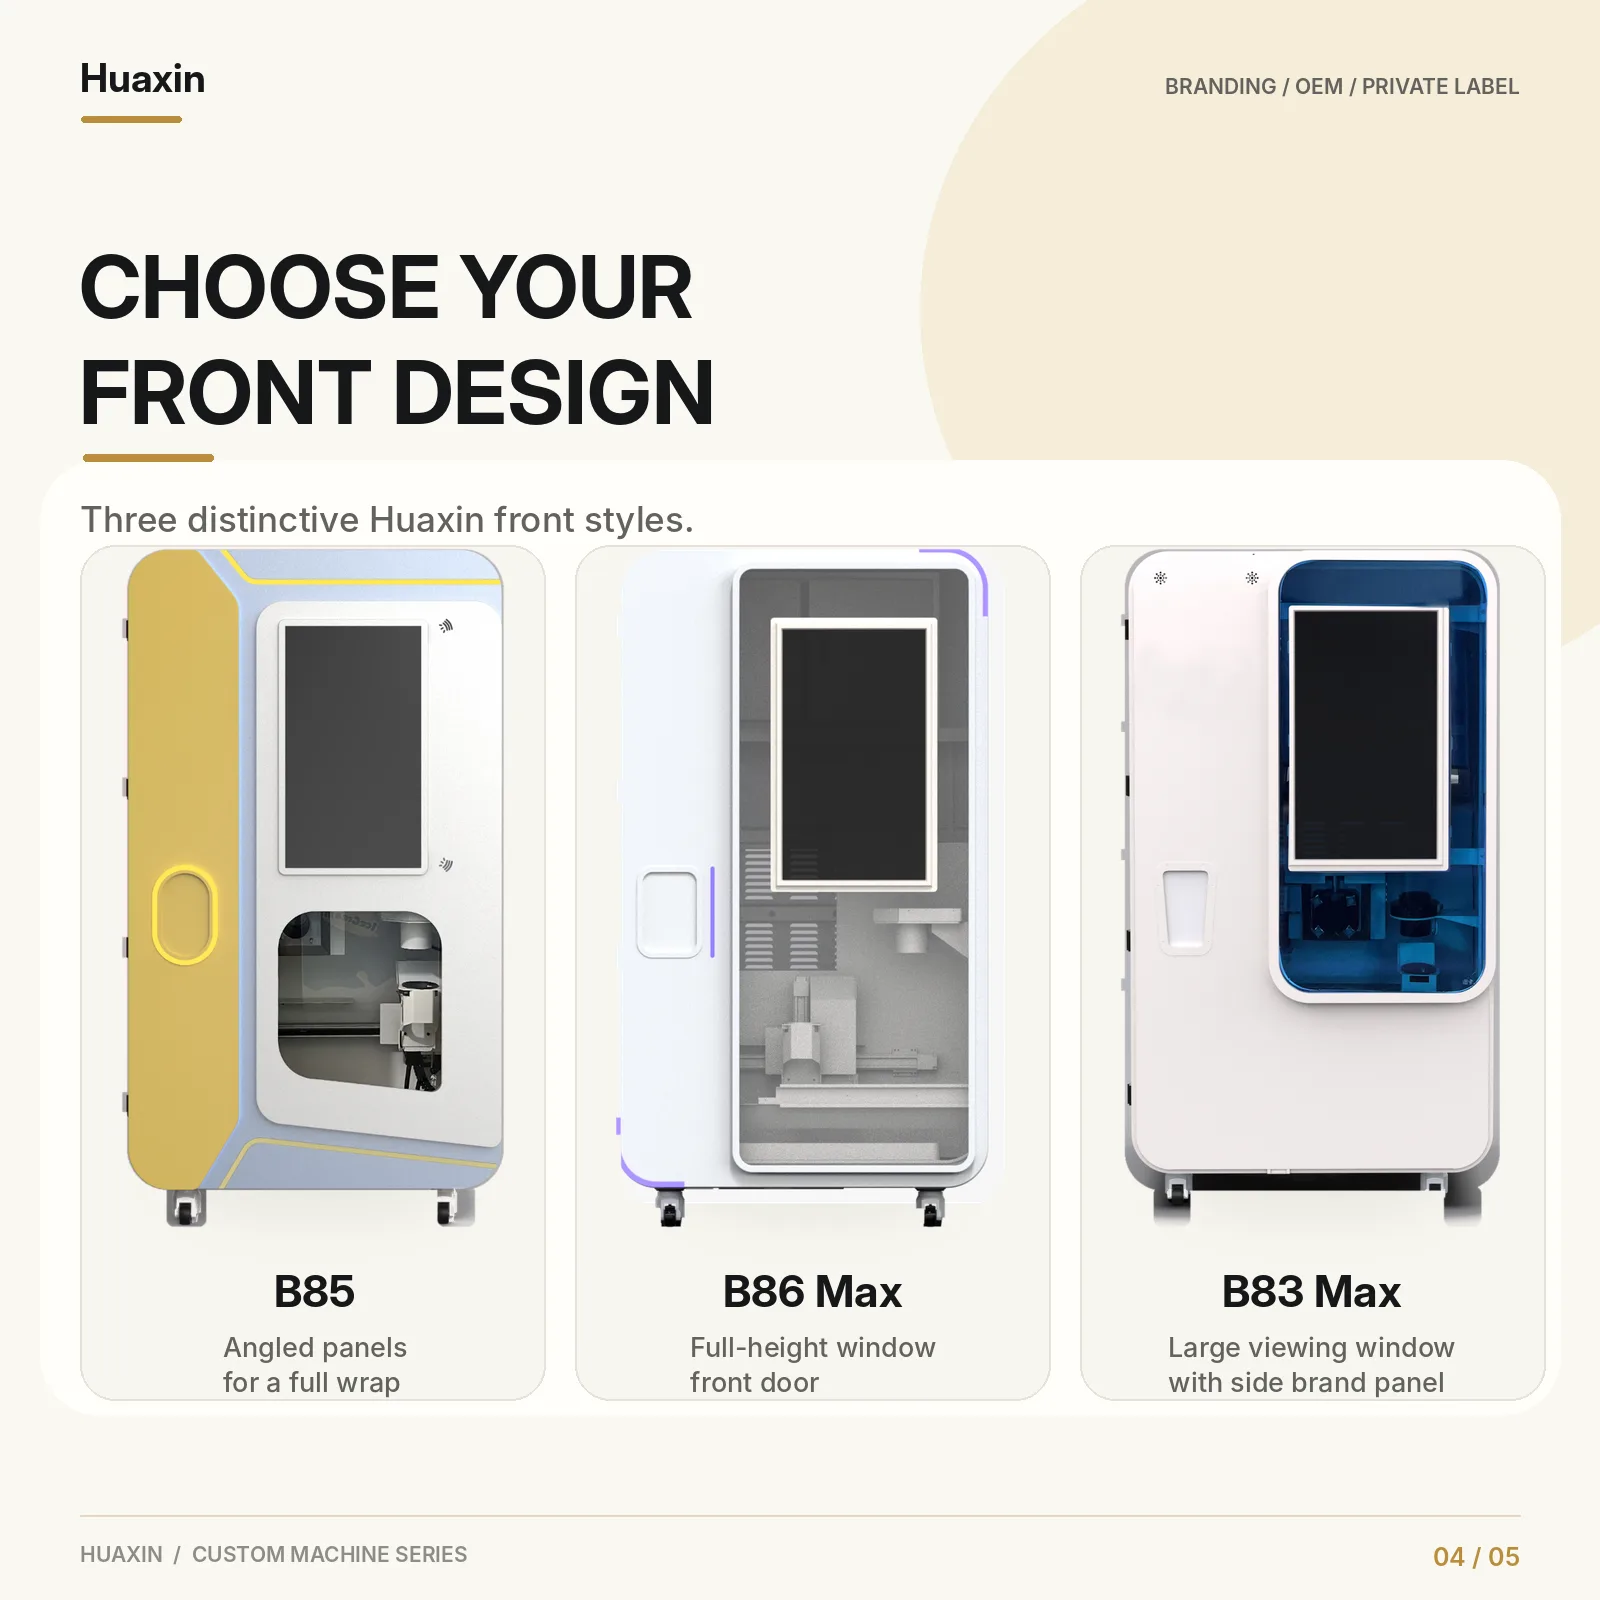 Huaxin
BRANDING / OEM / PRIVATE LABEL
CHOOSE YOUR
FRONT DESIGN
Three distinctive Huaxin front styles.
B85
Angled panels
for a full wrap
B86 Max
Full-height window
front door
B83 Max
Large viewing window
with side brand panel
HUAXIN / CUSTOM MACHINE SERIES
04 / 05